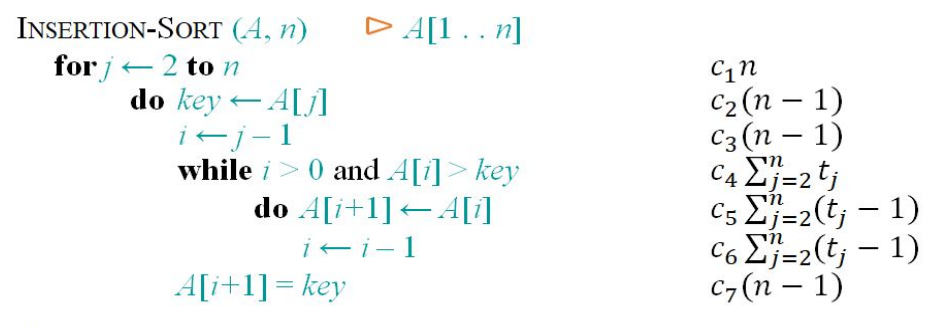 INSERTION-SORT (A, n) ▷ A[1 . . n]
for j ← 2 to n c₁n
do key ← A[j] c₂(n − 1)
i ← j − 1 c₃(n − 1)
while i > 0 and A[i] > key c₄ ∑ⁿⱼ₌₂ tⱼ
do A[i+1] ← A[i] c₅ ∑ⁿⱼ₌₂(tⱼ − 1)
i ← i − 1 c₆ ∑ⁿⱼ₌₂(tⱼ − 1)
A[i+1] = key c₇(n − 1)